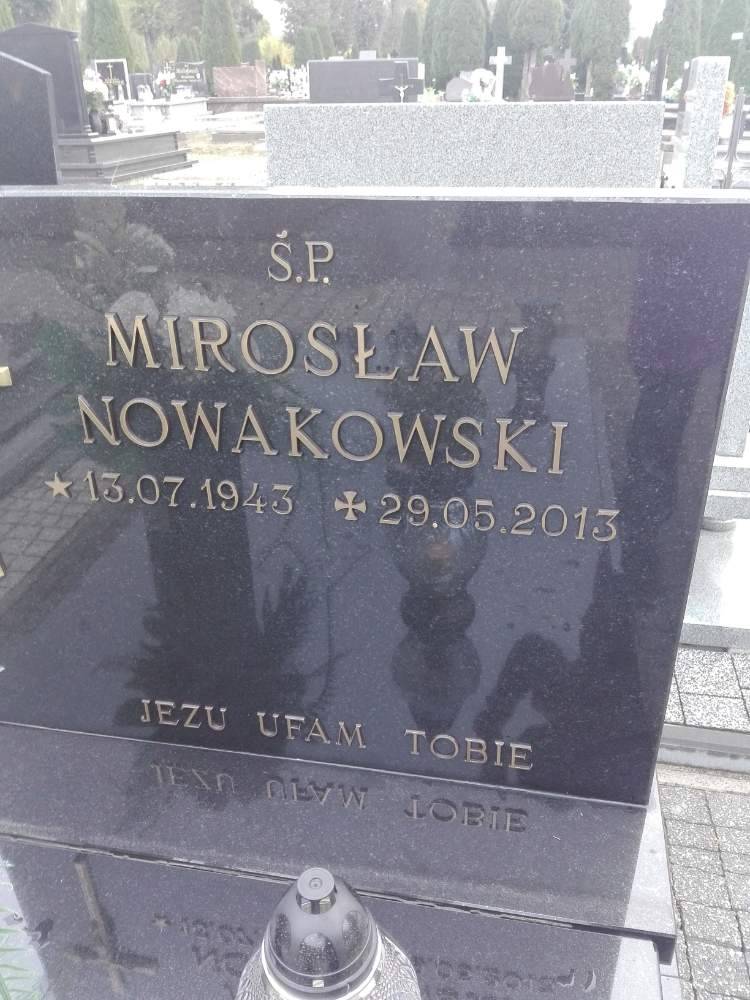 Ś.P.
MIROSŁAW
NOWAKOWSKI
★13.07.1943 ✠29.05.2013
JEZU UFAM TOBIE